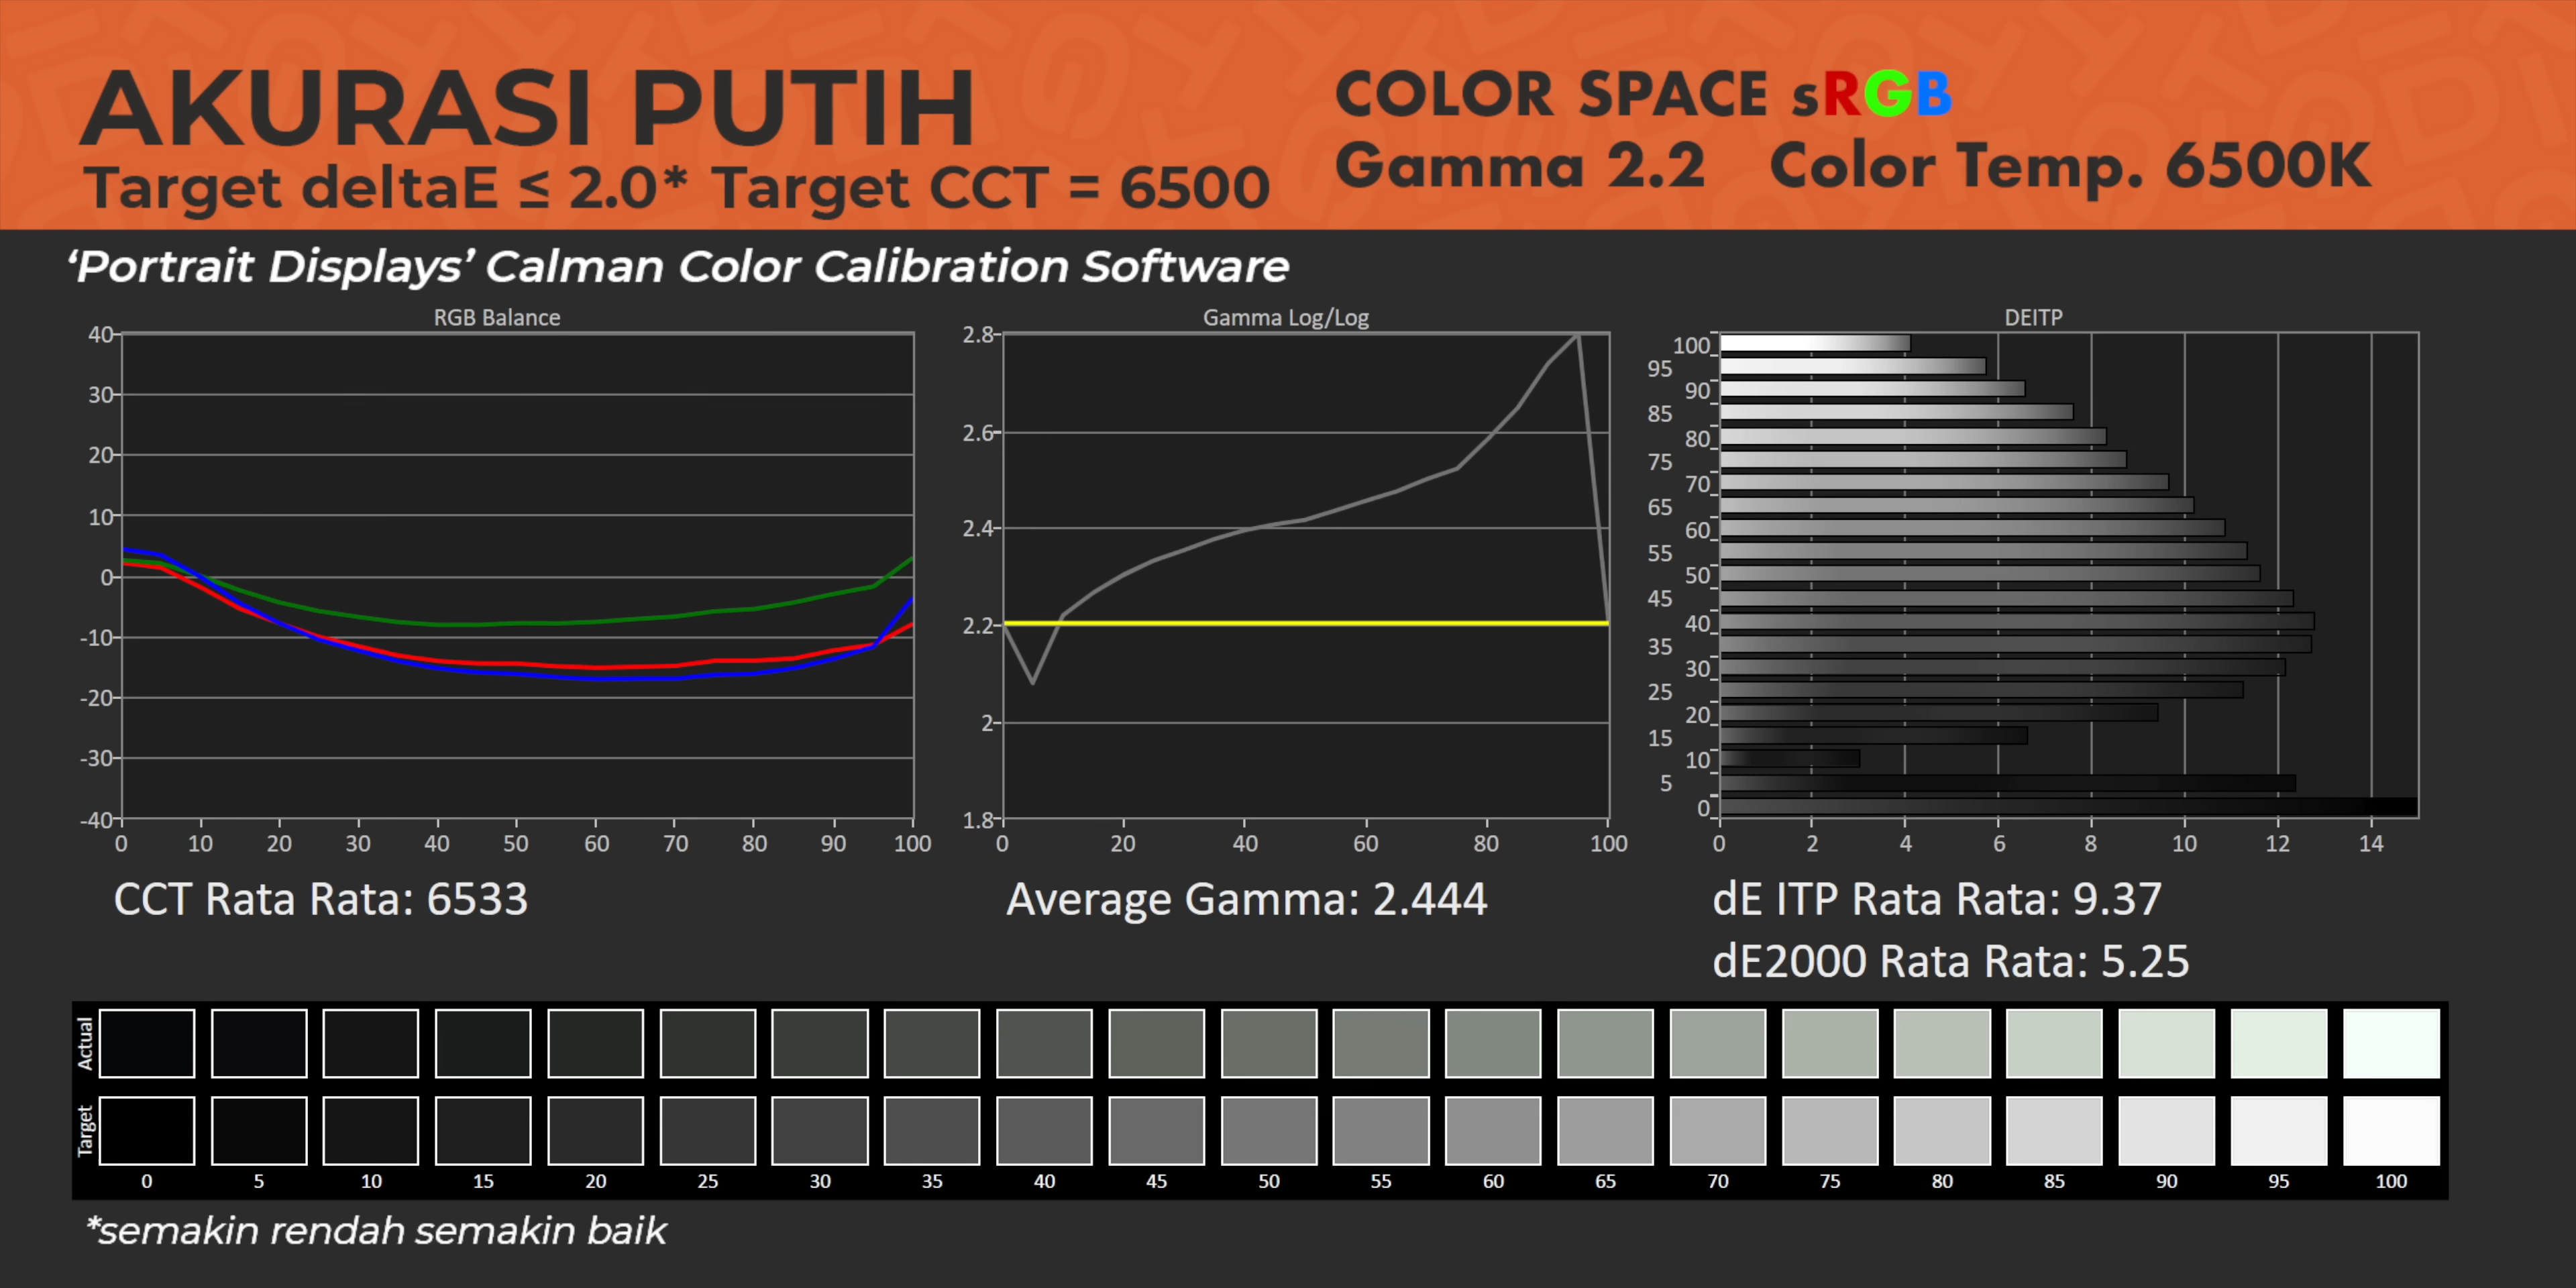 AKURASI PUTIH
Target deltaE ≤ 2.0* Target CCT = 6500
COLOR SPACE sRGB
Gamma 2.2 Color Temp. 6500K
'Portrait Displays' Calman Color Calibration Software
RGB Balance
40
30
20
10
0
-10
-20
-30
-40
0 10 20 30 40 50 60 70 80 90 100
CCT Rata Rata: 6533
Gamma Log/Log
2.8
2.6
2.4
2.2
2
1.8
0 20 40 60 80 100
Average Gamma: 2.444
DEITP
100
95
90
85
80
75
70
65
60
55
50
45
40
35
30
25
20
15
10
5
0
0 2 4 6 8 10 12 14
dE ITP Rata Rata: 9.37
dE2000 Rata Rata: 5.25
Actual
Target
0 5 10 15 20 25 30 35 40 45 50 55 60 65 70 75 80 85 90 95 100
*semakin rendah semakin baik